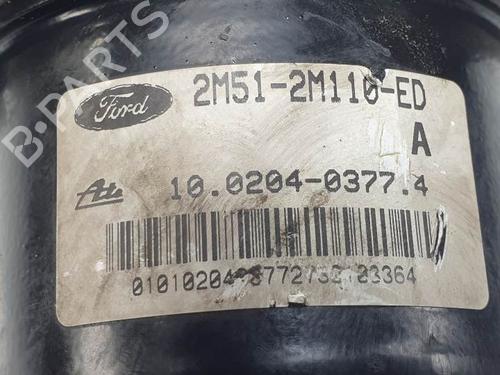 B-PARTS
Ford
2M51-2M110-ED
A
Ate
10.0204-0377.4